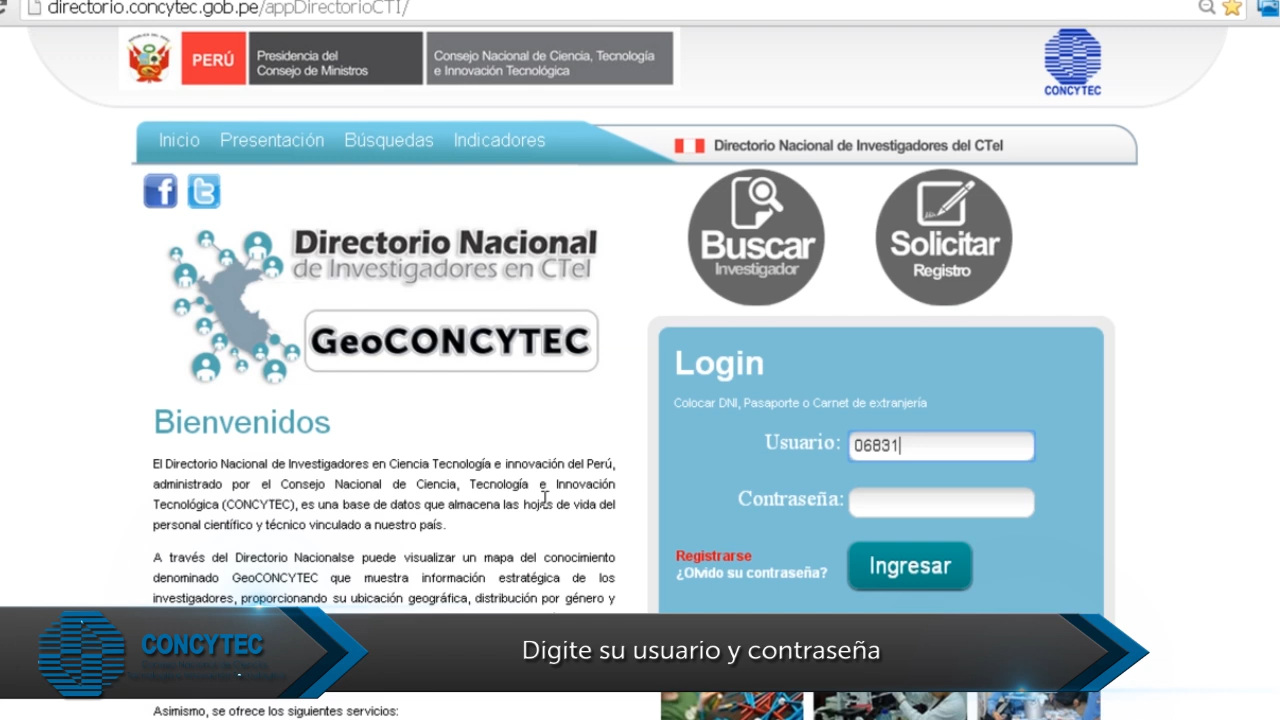 directorio.concytec.gob.pe/appDirectorioCTI/
PERÚ
Presidencia del
Consejo de Ministros
Consejo Nacional de Ciencia, Tecnología
e Innovación Tecnológica
CONCYTEC
Inicio Presentación Búsquedas Indicadores
Directorio Nacional de Investigadores del CTeI
Directorio Nacional
de Investigadores en CTeI
GeoCONCYTEC
Buscar
Investigador
Solicitar
Registro
Bienvenidos
El Directorio Nacional de Investigadores en Ciencia Tecnología e innovación del Perú,
administrado por el Consejo Nacional de Ciencia, Tecnología e Innovación
Tecnológica (CONCYTEC), es una base de datos que almacena las hojas de vida del
personal científico y técnico vinculado a nuestro país.
A través del Directorio Nacionalse puede visualizar un mapa del conocimiento
denominado GeoCONCYTEC que muestra información estratégica de los
investigadores, proporcionando su ubicación geográfica, distribución por género y
Login
Colocar DNI, Pasaporte o Carnet de extranjería
Usuario: 06831
Contraseña:
Registrarse
¿Olvido su contraseña?
Ingresar
CONCYTEC
Digite su usuario y contraseña
Asimismo, se ofrece los siguientes servicios: